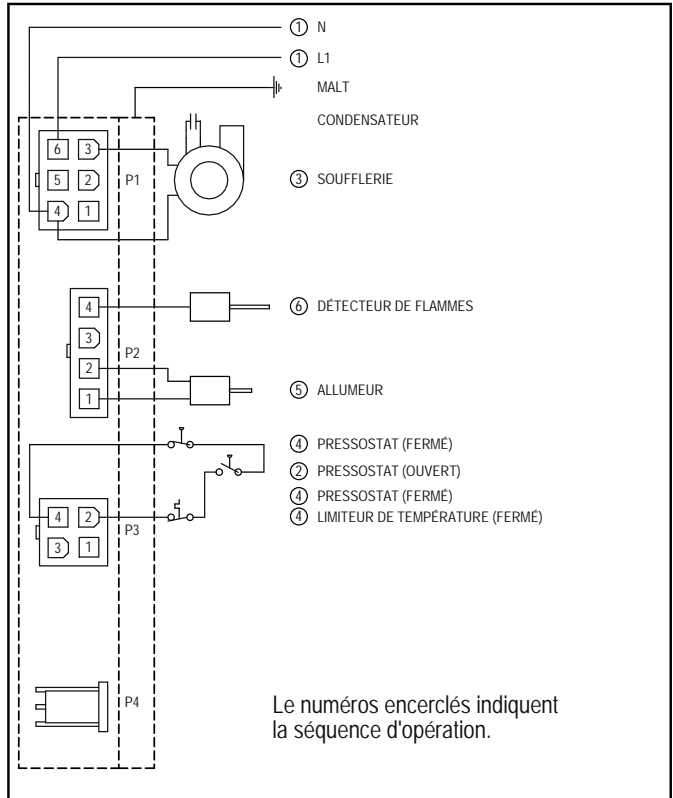 ① N
① L1
MALT
CONDENSATEUR
6 3
5 2
4 1
P1
③ SOUFFLERIE
4
3
2
1
P2
⑥ DÉTECTEUR DE FLAMMES
⑤ ALLUMEUR
④ PRESSOSTAT (FERMÉ)
② PRESSOSTAT (OUVERT)
④ PRESSOSTAT (FERMÉ)
④ LIMITEUR DE TEMPÉRATURE (FERMÉ)
4 2
3 1
P3
P4
Le numéros encerclés indiquent
la séquence d'opération.